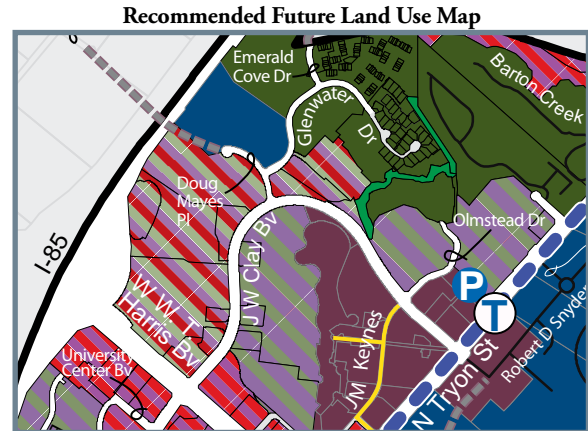 Recommended Future Land Use Map
Emerald
Cove Dr
Glenwater
Dr
Barton Creek
Doug
Mayes
Pl
Olmstead Dr
I-85
J W Clay Bv
W W. T
Harris Bv
P
T
JM Keynes
N Tryon St
Robert D Snyder
University
Center Bv